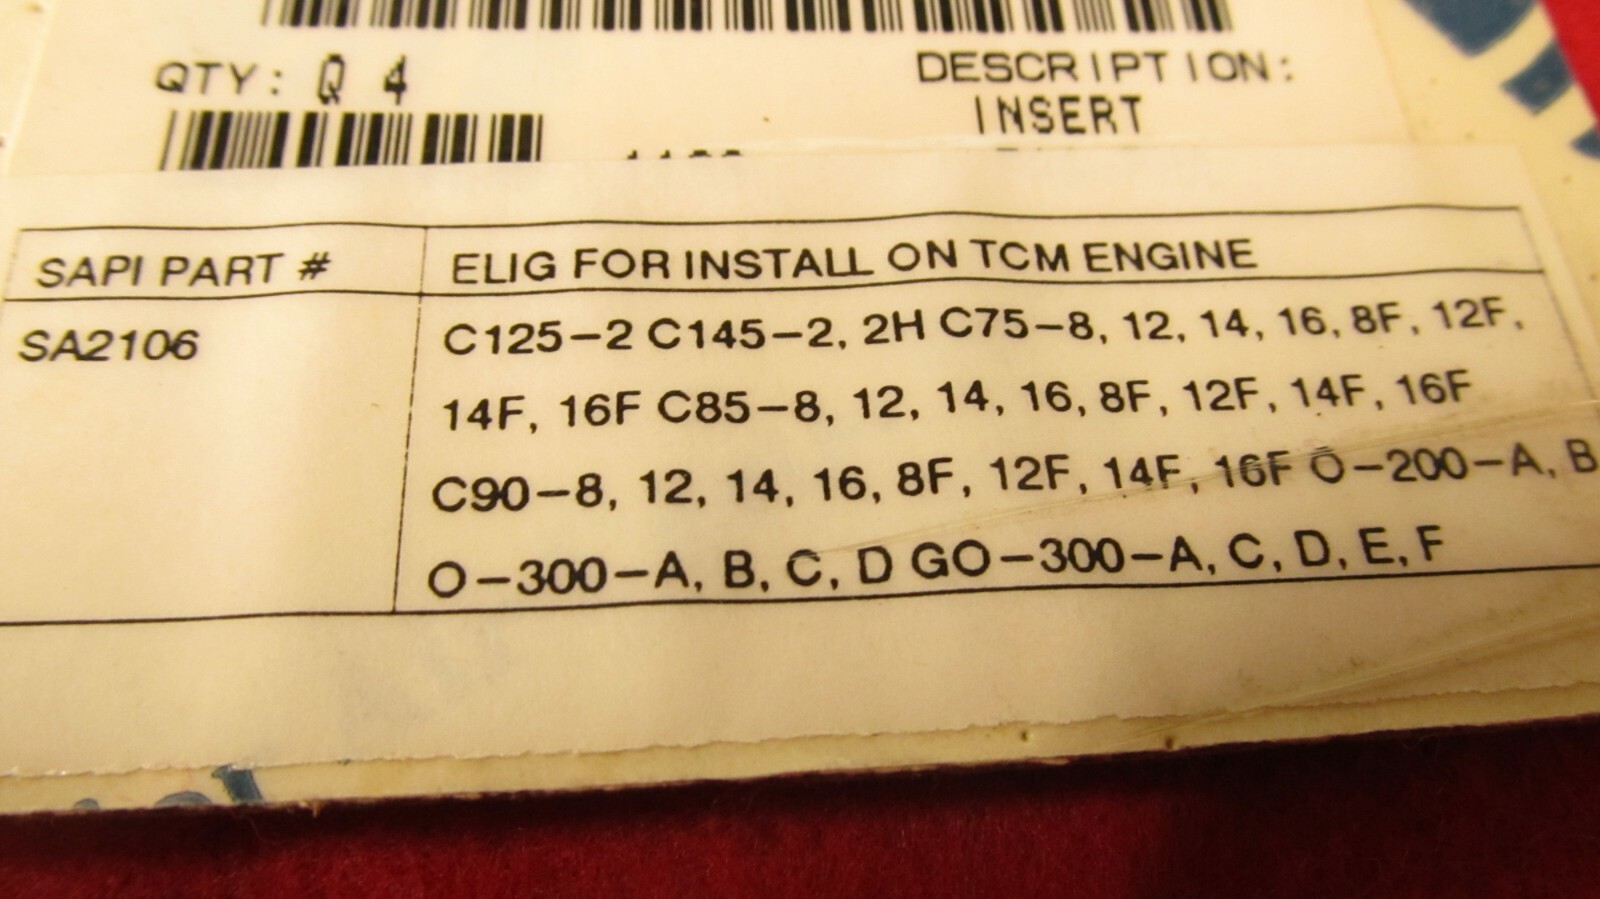 QTY: Q 4
DESCRIPTION:
INSERT
SAPI PART #
ELIG FOR INSTALL ON TCM ENGINE
SA2106
C125-2 C145-2, 2H C75-8, 12, 14, 16, 8F, 12F,
14F, 16F C85-8, 12, 14, 16, 8F, 12F, 14F, 16F
C90-8, 12, 14, 16, 8F, 12F, 14F, 16F O-200-A, B
O-300-A, B, C, D GO-300-A, C, D, E, F